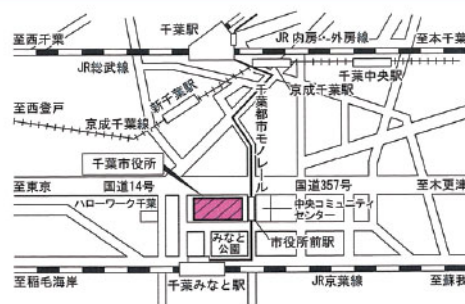 千葉駅
至西千葉
JR内房・外房線
至本千葉
JR総武線
千葉中央駅
京成千葉駅
新千葉駅
至西登戸
京成千葉線
千葉都市モノレール
千葉市役所
至東京
国道14号
国道357号
至木更津
ハローワーク千葉
中央コミュニティ
センター
みなと
公園
市役所前駅
至稲毛海岸
千葉みなと駅
JR京葉線
至蘇我